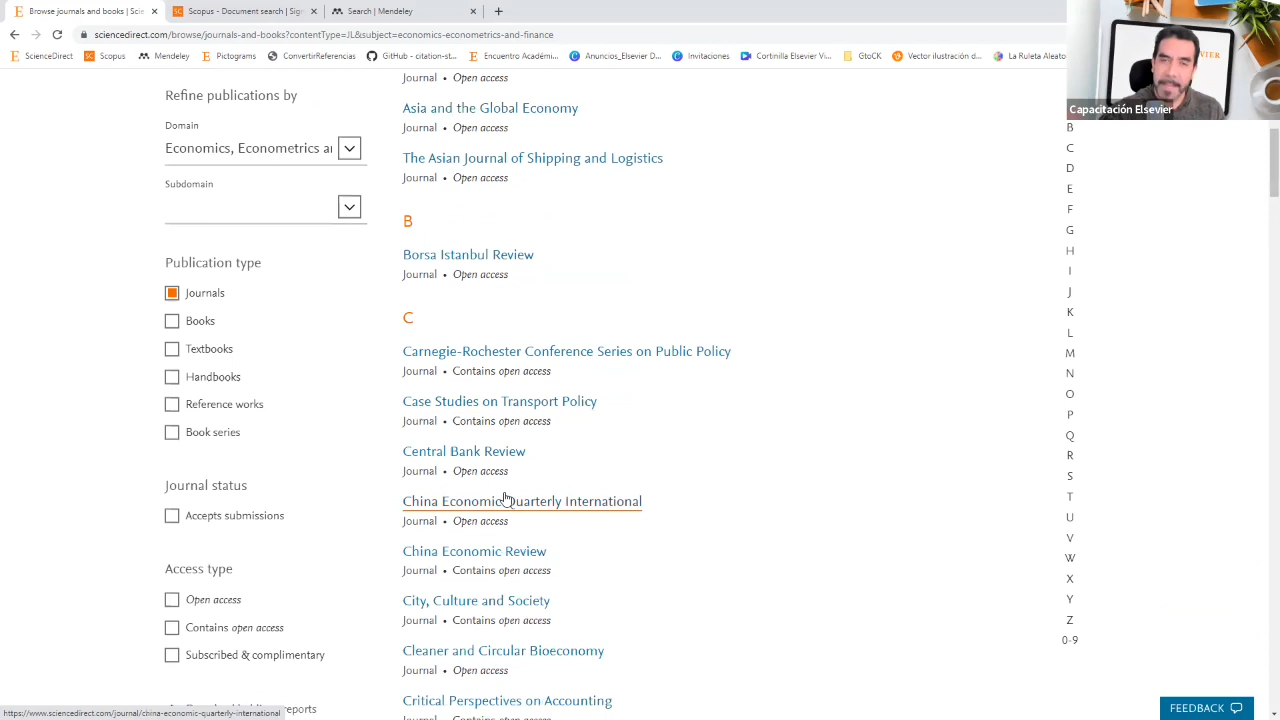 Browse journals and books | Scie
Scopus - Document search | Sign
Search | Mendeley
sciencedirect.com/browse/journals-and-books?contentType=JL&subject=economics-econometrics-and-finance
ScienceDirect
Scopus
Mendeley
Pictograms
ConvertirReferencias
GitHub - citation-st...
Encuentro Académi...
Anuncios_Elsevier D...
Invitaciones
Cortinilla Elsevier Vi...
GtoCK
Vector ilustración d...
La Ruleta Aleato
Capacitación Elsevier
Refine publications by
Domain
Economics, Econometrics ar
Subdomain
Publication type
Journals
Books
Textbooks
Handbooks
Reference works
Book series
Journal status
Accepts submissions
Access type
Open access
Contains open access
Subscribed & complimentary
Journal • Open access
Asia and the Global Economy
Journal • Open access
The Asian Journal of Shipping and Logistics
Journal • Open access
B
Borsa Istanbul Review
Journal • Open access
C
Carnegie-Rochester Conference Series on Public Policy
Journal • Contains open access
Case Studies on Transport Policy
Journal • Contains open access
Central Bank Review
Journal • Open access
China Economic Quarterly International
Journal • Open access
China Economic Review
Journal • Contains open access
City, Culture and Society
Journal • Contains open access
Cleaner and Circular Bioeconomy
Journal • Open access
Critical Perspectives on Accounting
B
C
D
E
F
G
H
I
J
K
L
M
N
O
P
Q
R
S
T
U
V
W
X
Y
Z
0-9
https://www.sciencedirect.com/journal/china-economic-quarterly-international
FEEDBACK